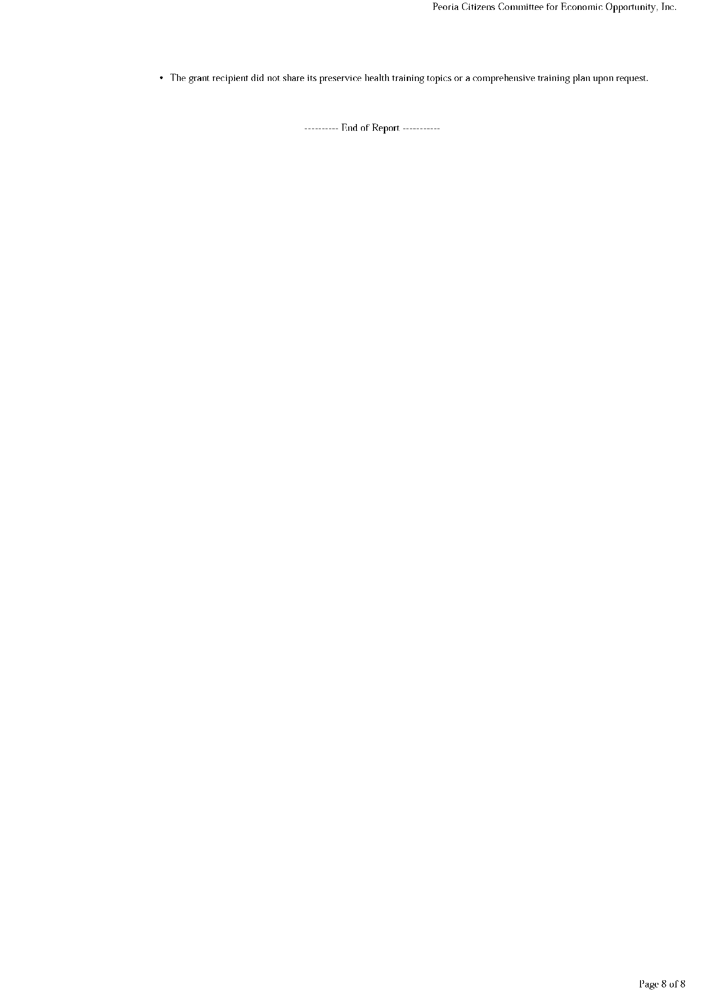 Peoria Citizens Committee for Economic Opportunity, Inc.
• The grant recipient did not share its preservice health training topics or a comprehensive training plan upon request.
---------- End of Report -----------
Page 8 of 8